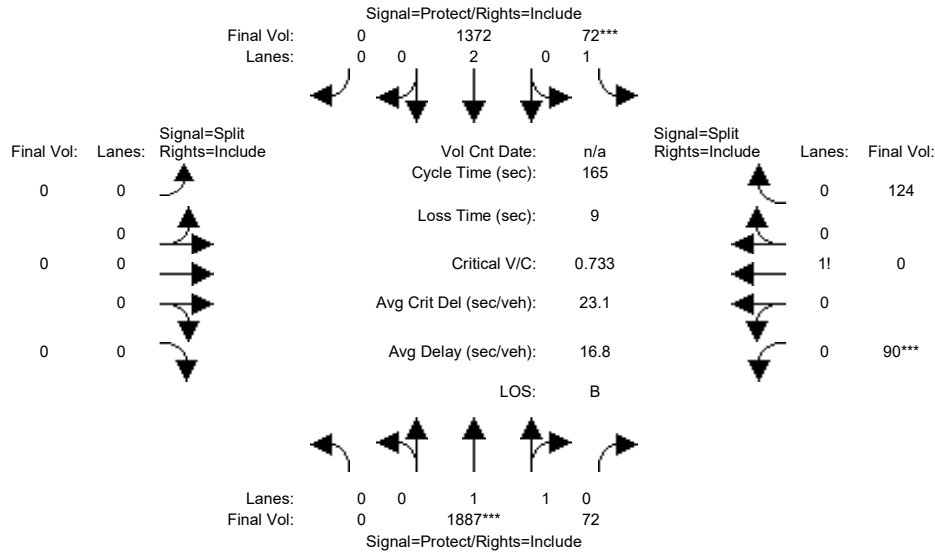 Signal=Protect/Rights=Include
Final Vol: 0 1372 72***
Lanes: 0 0 2 0 1
Signal=Split
Final Vol: Lanes: Rights=Include
Vol Cnt Date: n/a
Signal=Split
Rights=Include Lanes: Final Vol:
Cycle Time (sec): 165
0 0
0 124
Loss Time (sec): 9
0
0
0 0
Critical V/C: 0.733
1! 0
0
Avg Crit Del (sec/veh): 23.1
0
0 0
Avg Delay (sec/veh): 16.8
0 90***
LOS: B
Lanes: 0 0 1 1 0
Final Vol: 0 1887*** 72
Signal=Protect/Rights=Include